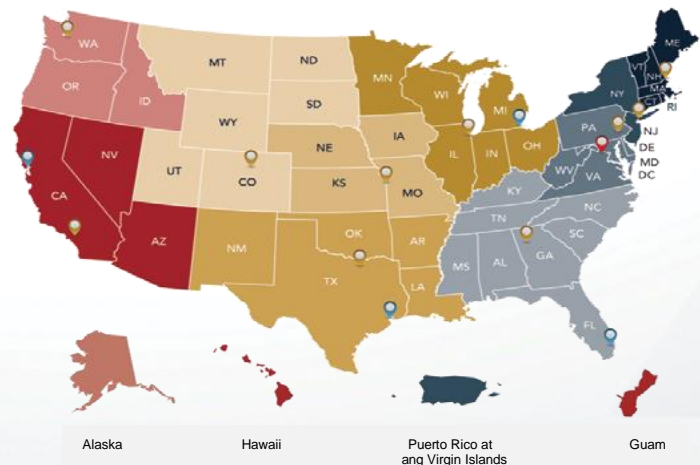 WA
ME
MT
ND
VT
NH
MN
OR
MA
ID
WI
NY
SD
CT
RI
MI
WY
PA
NJ
IA
NE
OH
DE
NV
IL
IN
MD
UT
WV
DC
CO
VA
KS
MO
CA
KY
NC
TN
OK
AZ
NM
AR
SC
MS
AL
GA
TX
LA
FL
Alaska
Hawaii
Puerto Rico at
ang Virgin Islands
Guam